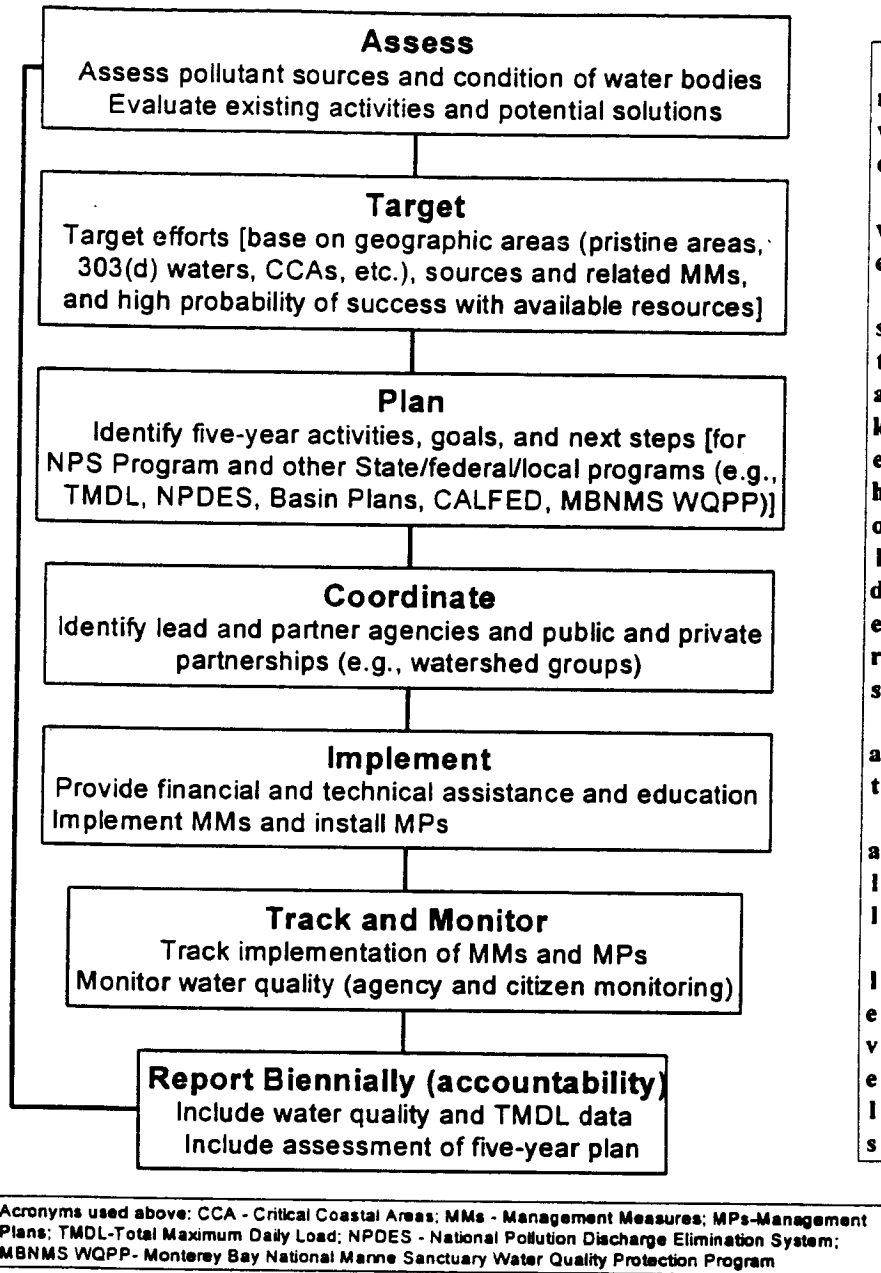 Assess
Assess pollutant sources and condition of water bodies
Evaluate existing activities and potential solutions
Target
Target efforts [base on geographic areas (pristine areas,
303(d) waters, CCAs, etc.), sources and related MMs,
and high probability of success with available resources]
Plan
Identify five-year activities, goals, and next steps [for
NPS Program and other State/federal/local programs (e.g.,
TMDL, NPDES, Basin Plans, CALFED, MBNMS WQPP)]
Coordinate
Identify lead and partner agencies and public and private
partnerships (e.g., watershed groups)
Implement
Provide financial and technical assistance and education
Implement MMs and install MPs
Track and Monitor
Track implementation of MMs and MPs
Monitor water quality (agency and citizen monitoring)
Report Biennially (accountability)
Include water quality and TMDL data
Include assessment of five-year plan
stakeholders
at
all
levels
Acronyms used above: CCA - Critical Coastal Areas; MMs - Management Measures; MPs-Management
Plans; TMDL-Total Maximum Daily Load; NPDES - National Pollution Discharge Elimination System;
MBNMS WQPP- Monterey Bay National Marine Sanctuary Water Quality Protection Program